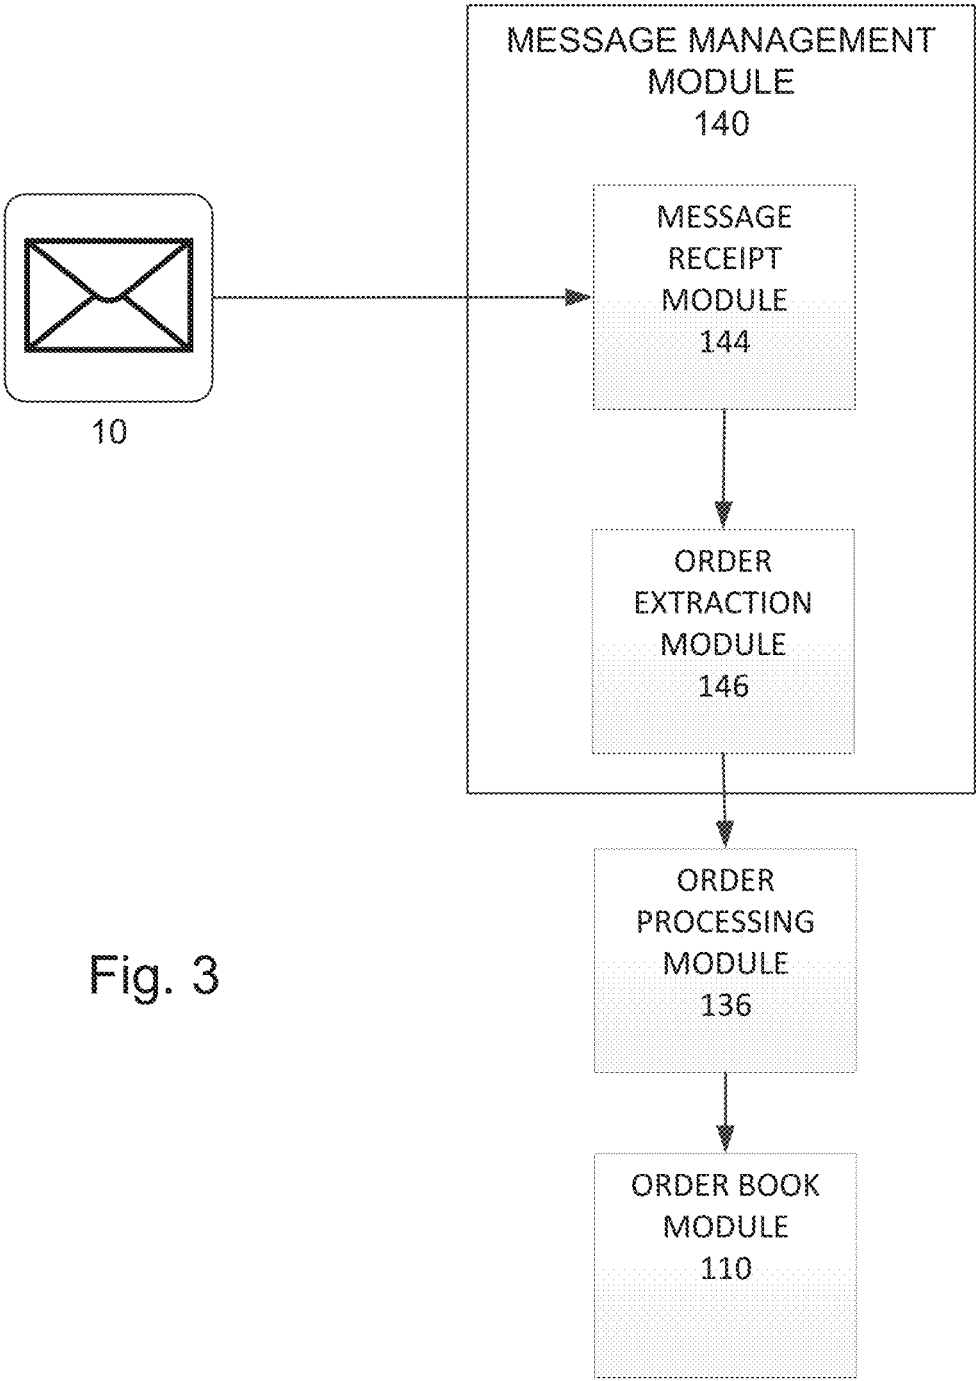 MESSAGE MANAGEMENT
MODULE
140
MESSAGE
RECEIPT
MODULE
144
10
ORDER
EXTRACTION
MODULE
146
ORDER
PROCESSING
MODULE
136
Fig. 3
ORDER BOOK
MODULE
110